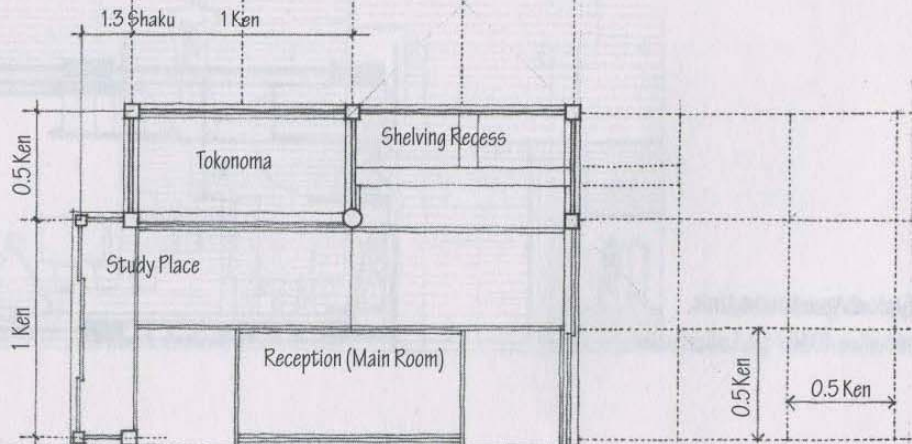 1.3 Shaku
1 Ken
0.5 Ken
Tokonoma
Shelving Recess
Study Place
1 Ken
Reception (Main Room)
0.5 Ken
0.5 Ken